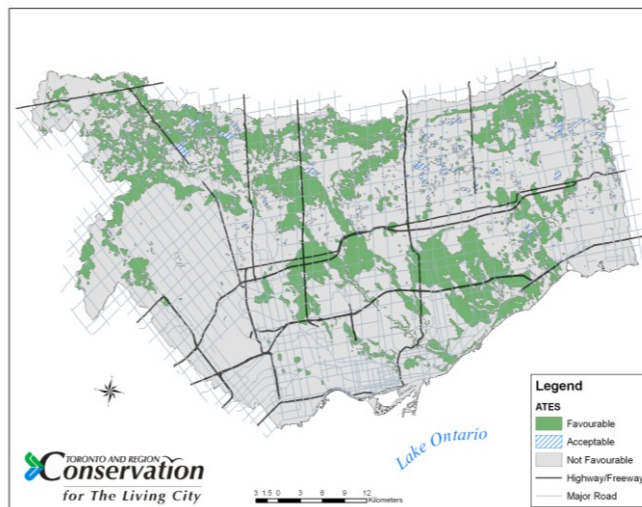 Lake Ontario
Legend
ATES
Favourable
Acceptable
Not Favourable
Highway/Freeway
Major Road
TORONTO AND REGION
Conservation
for The Living City
3 1.5 0 3 6 9 12
Kilometers